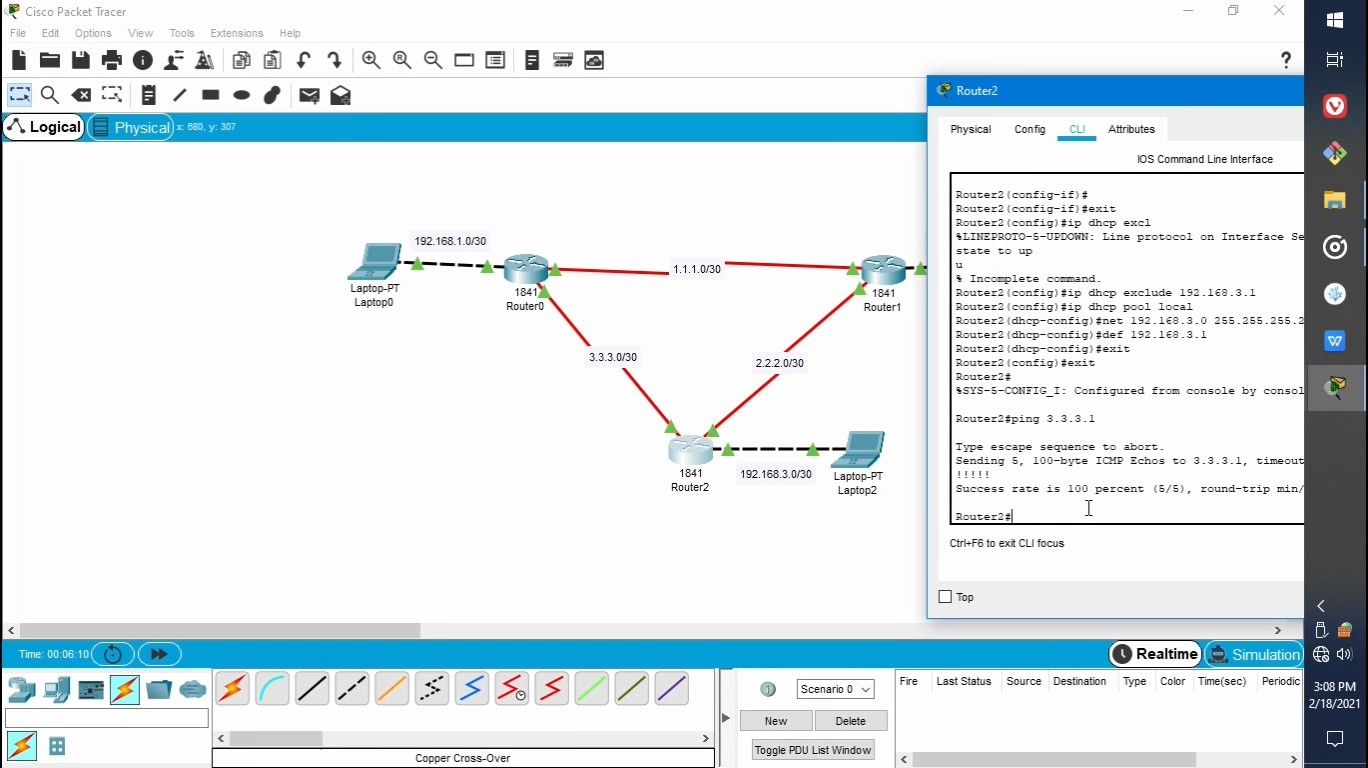 Cisco Packet Tracer
File Edit Options View Tools Extensions Help
?
Logical Physical x: 680, y: 307
192.168.1.0/30
Laptop-PT
Laptop0
1841
Router0
1.1.1.0/30
1841
Router1
3.3.3.0/30
2.2.2.0/30
1841
Router2
192.168.3.0/30
Laptop-PT
Laptop2
Router2
Physical Config CLI Attributes
IOS Command Line Interface
Router2(config-if)#
Router2(config-if)#exit
Router2(config)#ip dhcp excl
%LINEPROTO-5-UPDOWN: Line protocol on Interface Se
state to up
u
% Incomplete command.
Router2(config)#ip dhcp exclude 192.168.3.1
Router2(config)#ip dhcp pool local
Router2(dhcp-config)#net 192.168.3.0 255.255.255.2
Router2(dhcp-config)#def 192.168.3.1
Router2(dhcp-config)#exit
Router2(config)#exit
Router2#
%SYS-5-CONFIG_I: Configured from console by consol
Router2#ping 3.3.3.1
Type escape sequence to abort.
Sending 5, 100-byte ICMP Echos to 3.3.3.1, timeout
!!!!!
Success rate is 100 percent (5/5), round-trip min/
Router2#
Ctrl+F6 to exit CLI focus
Top
Time: 00:06:10
Realtime Simulation
Copper Cross-Over
Scenario 0
New Delete
Toggle PDU List Window
Fire Last Status Source Destination Type Color Time(sec) Periodic
W
3:08 PM
2/18/2021